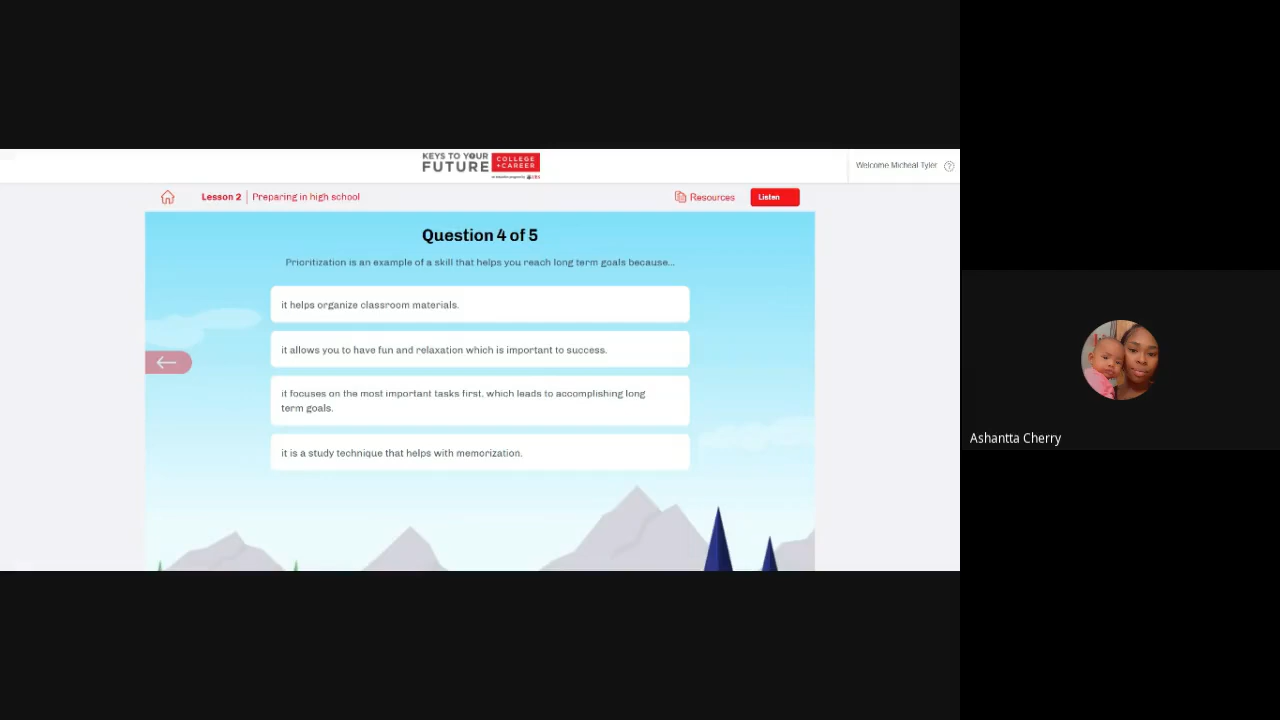 KEYS TO YOUR
FUTURE
COLLEGE
+CAREER
Welcome Micheal Tyler
?
Lesson 2 | Preparing in high school
Resources
Listen
Question 4 of 5
Prioritization is an example of a skill that helps you reach long term goals because...
it helps organize classroom materials.
it allows you to have fun and relaxation which is important to success.
it focuses on the most important tasks first, which leads to accomplishing long
term goals.
it is a study technique that helps with memorization.
Ashantta Cherry